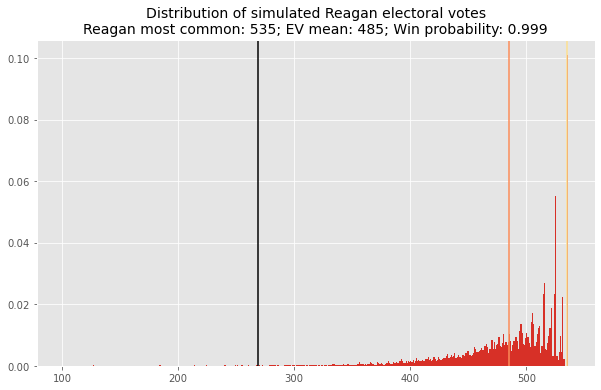 Distribution of simulated Reagan electoral votes
Reagan most common: 535; EV mean: 485; Win probability: 0.999
0.10
0.08
0.06
0.04
0.02
0.00
100 200 300 400 500